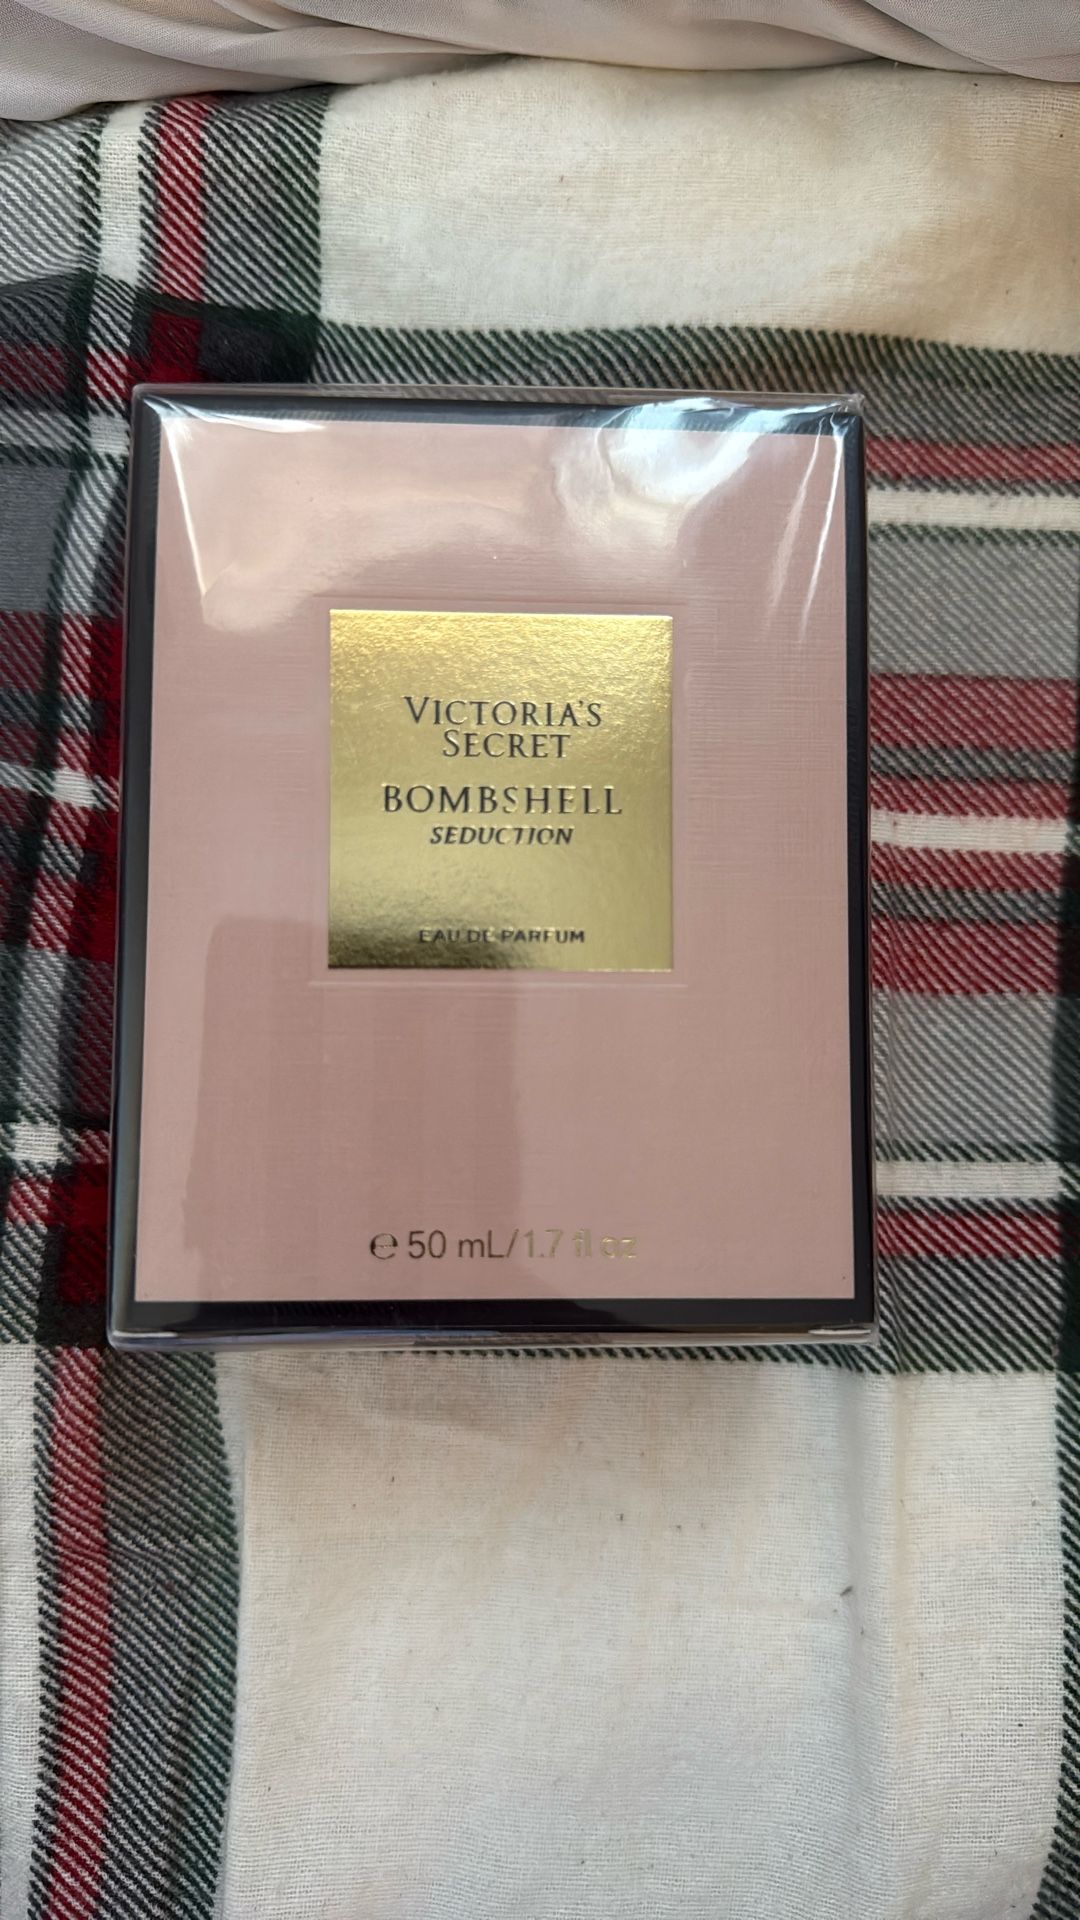 VICTORIA'S
SECRET
BOMBSHELL
SEDUCTION
EAU DE PARFUM
℮ 50 mL/1.7 fl oz